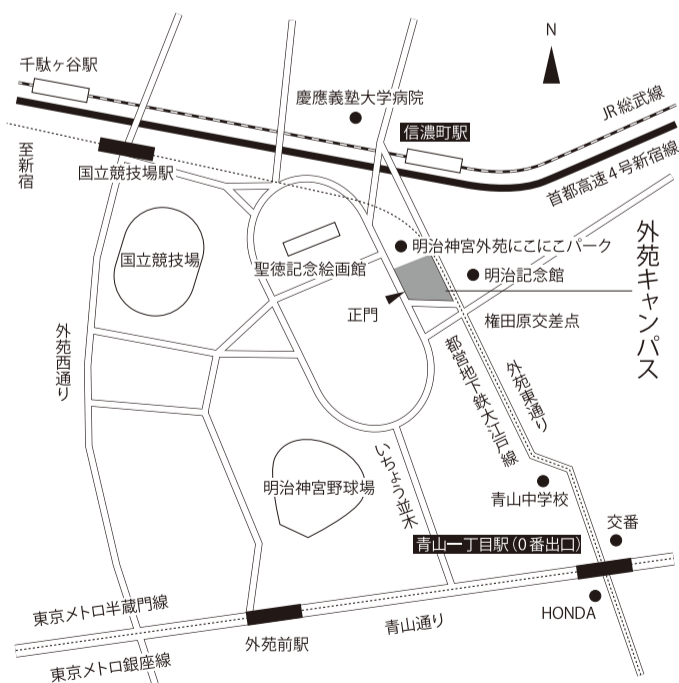 N
千駄ヶ谷駅
慶應義塾大学病院
JR総武線
信濃町駅
至新宿
国立競技場駅
首都高速4号新宿線
国立競技場
聖徳記念絵画館
明治神宮外苑にこにこパーク
明治記念館
外苑キャンパス
正門
権田原交差点
外苑西通り
都営地下鉄大江戸線
外苑東通り
いちょう並木
明治神宮野球場
青山中学校
交番
青山一丁目駅(0番出口)
東京メトロ半蔵門線
外苑前駅
青山通り
HONDA
東京メトロ銀座線